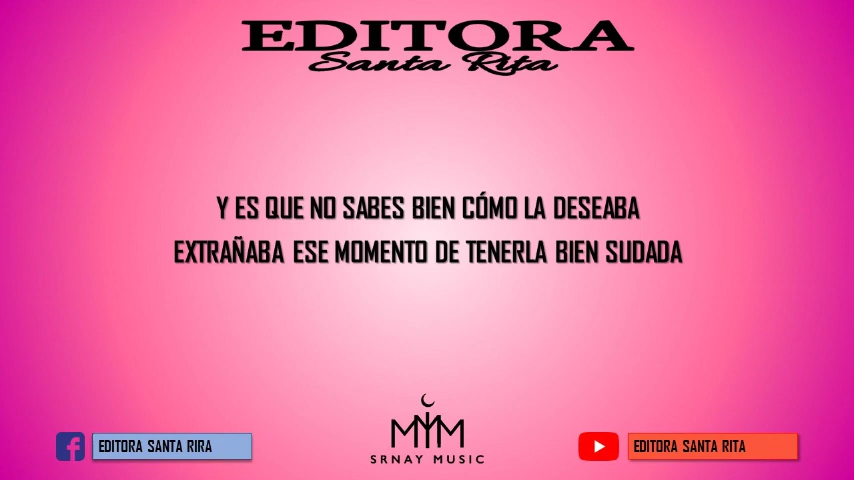 EDITORA
Santa Rita
Y ES QUE NO SABES BIEN CÓMO LA DESEABA
EXTRAÑABA ESE MOMENTO DE TENERLA BIEN SUDADA
MYM
SRNAY MUSIC
EDITORA SANTA RIRA
EDITORA SANTA RITA